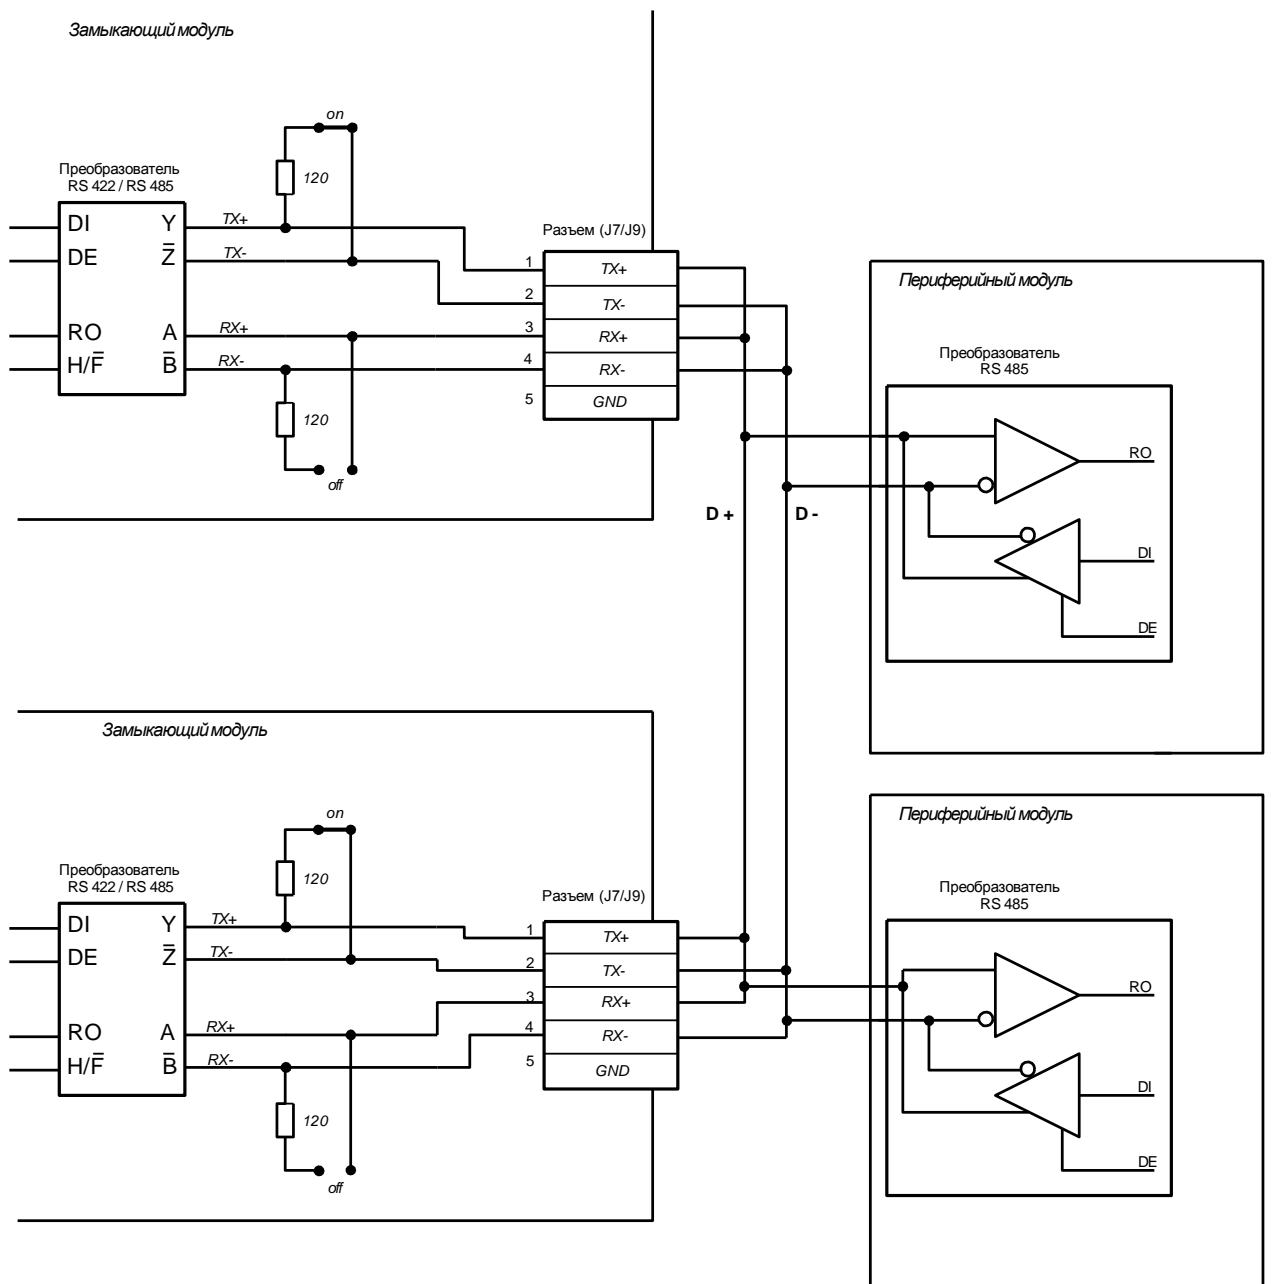 Замыкающий модуль
on
Преобразователь
RS 422 / RS 485
120
DI Y TX+
DE Z̅ TX-
RO A RX+
H/F̅ B̅ RX-
120
off
Разъем (J7/J9)
1 TX+
2 TX-
3 RX+
4 RX-
5 GND
D + D -
Периферийный модуль
Преобразователь
RS 485
RO
DI
DE
Замыкающий модуль
on
Преобразователь
RS 422 / RS 485
120
DI Y TX+
DE Z̅ TX-
RO A RX+
H/F̅ B̅ RX-
120
off
Разъем (J7/J9)
1 TX+
2 TX-
3 RX+
4 RX-
5 GND
Периферийный модуль
Преобразователь
RS 485
RO
DI
DE